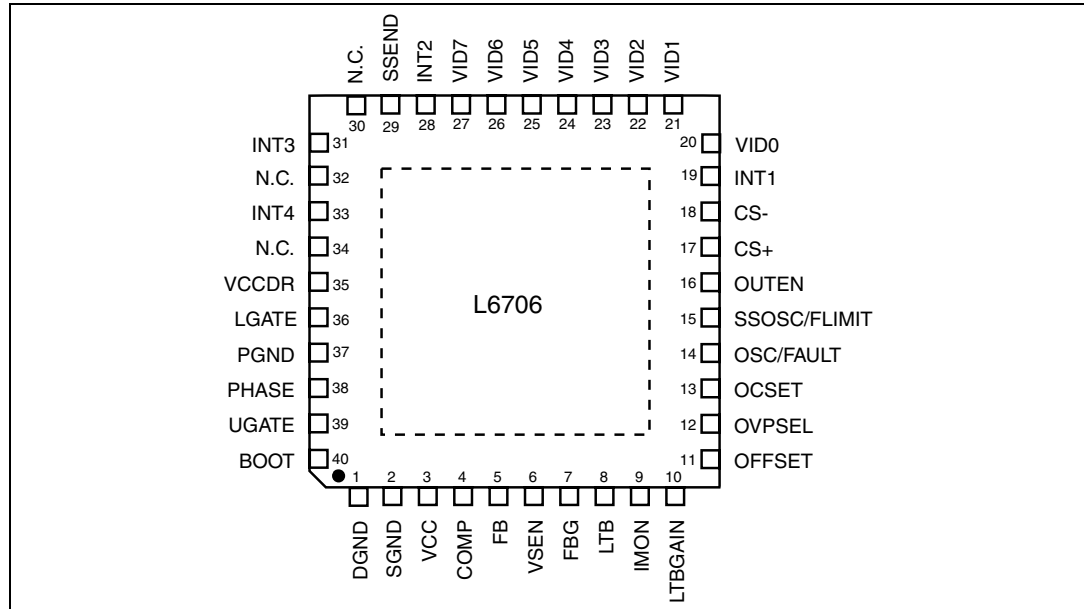 N.C. SSEND INT2 VID7 VID6 VID5 VID4 VID3 VID2 VID1
30 29 28 27 26 25 24 23 22 21
INT3 31
N.C. 32
INT4 33
N.C. 34
VCCDR 35
LGATE 36
PGND 37
PHASE 38
UGATE 39
BOOT 40
L6706
20 VID0
19 INT1
18 CS-
17 CS+
16 OUTEN
15 SSOSC/FLIMIT
14 OSC/FAULT
13 OCSET
12 OVPSEL
11 OFFSET
1 2 3 4 5 6 7 8 9 10
DGND SGND VCC COMP FB VSEN FBG LTB IMON LTBGAIN